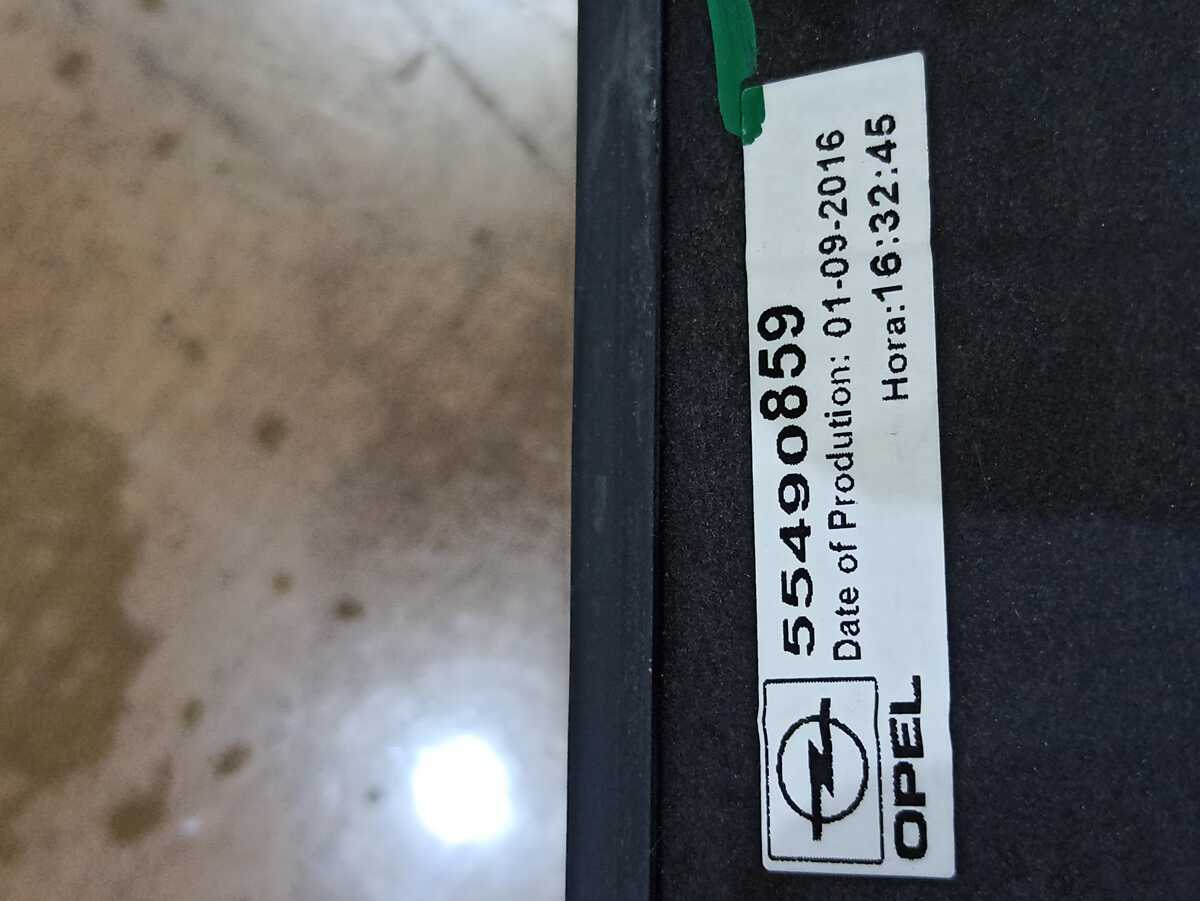 55490859
Date of Prodution: 01-09-2016
Hora:16:32:45
OPEL